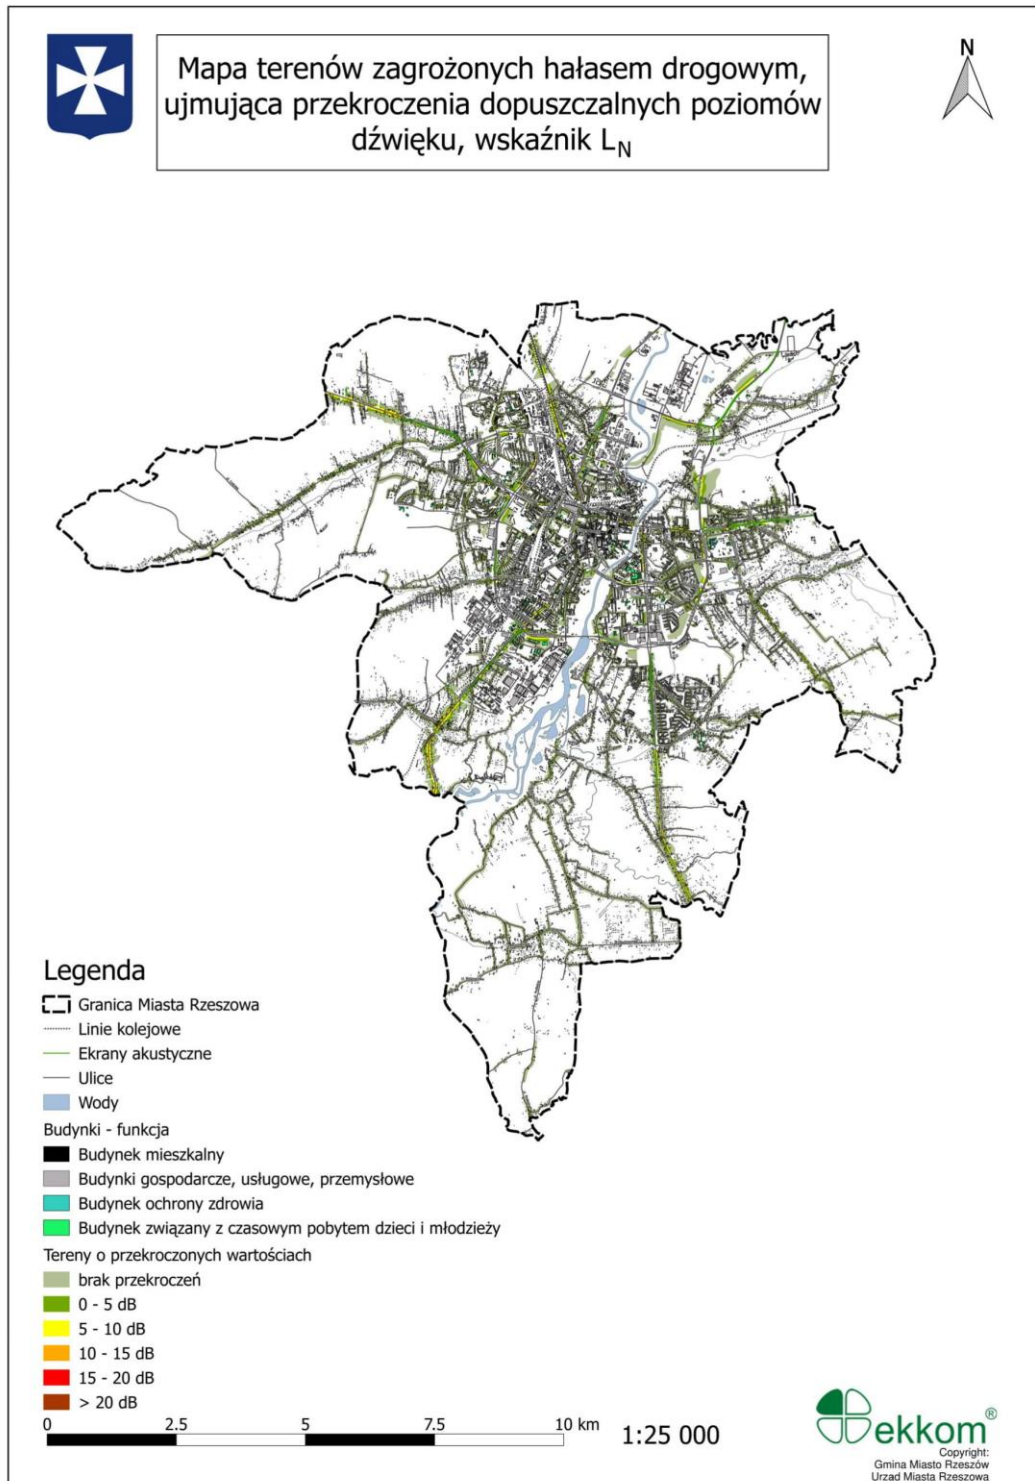 Mapa terenów zagrożonych hałasem drogowym,
ujmująca przekroczenia dopuszczalnych poziomów
dźwięku, wskaźnik L_N
N
Legenda
Granica Miasta Rzeszowa
Linie kolejowe
Ekrany akustyczne
Ulice
Wody
Budynki - funkcja
Budynek mieszkalny
Budynki gospodarcze, usługowe, przemysłowe
Budynek ochrony zdrowia
Budynek związany z czasowym pobytem dzieci i młodzieży
Tereny o przekroczonych wartościach
brak przekroczeń
0 - 5 dB
5 - 10 dB
10 - 15 dB
15 - 20 dB
> 20 dB
0 2.5 5 7.5 10 km
1:25 000
ekkom®
Copyright:
Gmina Miasto Rzeszów
Urząd Miasta Rzeszowa